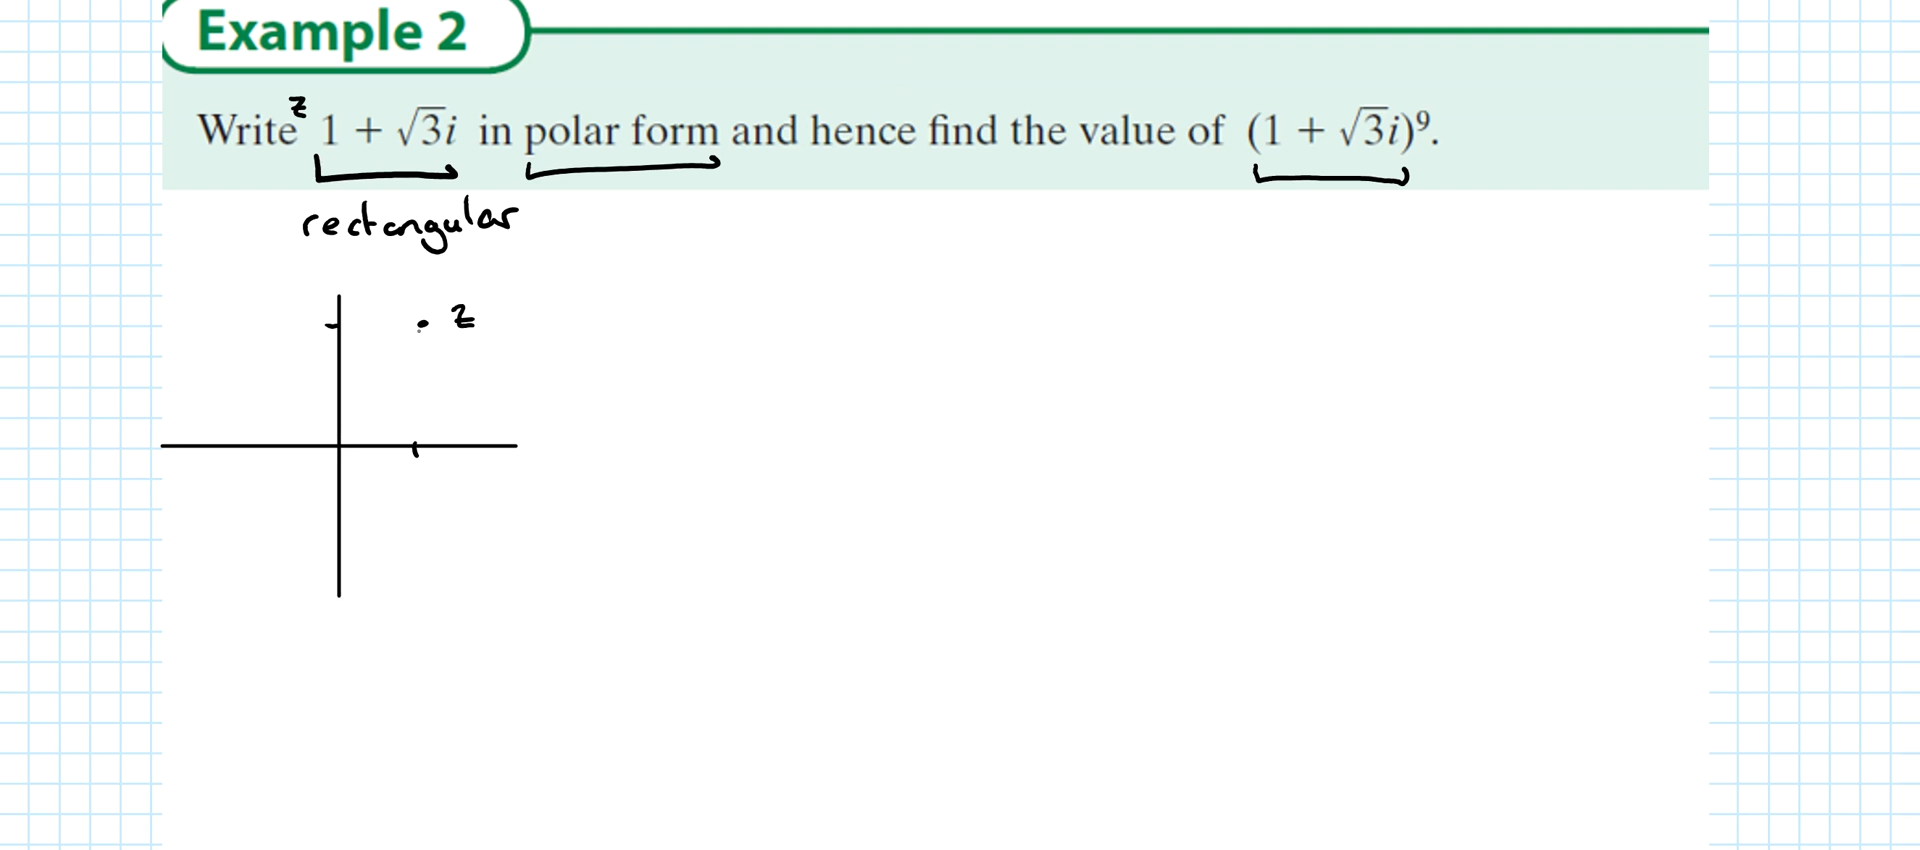 Example 2
z
Write 1 + √3i in polar form and hence find the value of (1 + √3i)⁹.
rectangular
z